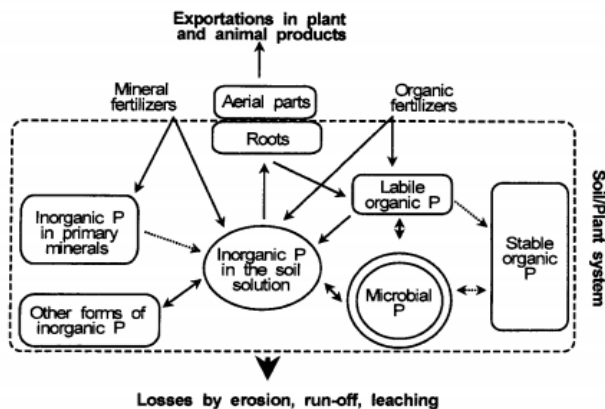 Exportations in plant
and animal products
Mineral
fertilizers
Aerial parts
Organic
fertilizers
Roots
Labile
organic P
Inorganic P
in primary
minerals
Inorganic P
in the soil
solution
Stable
organic
P
Microbial
P
Other forms of
inorganic P
Soil/Plant system
Losses by erosion, run-off, leaching